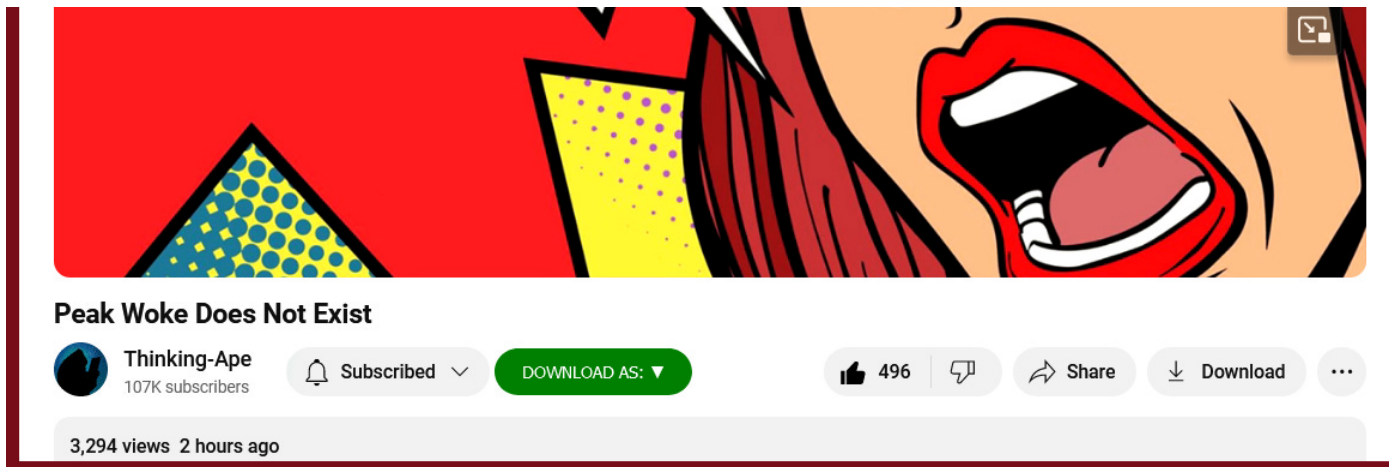 Peak Woke Does Not Exist
Thinking-Ape
107K subscribers
Subscribed
DOWNLOAD AS: ▼
496
Share
Download
3,294 views 2 hours ago